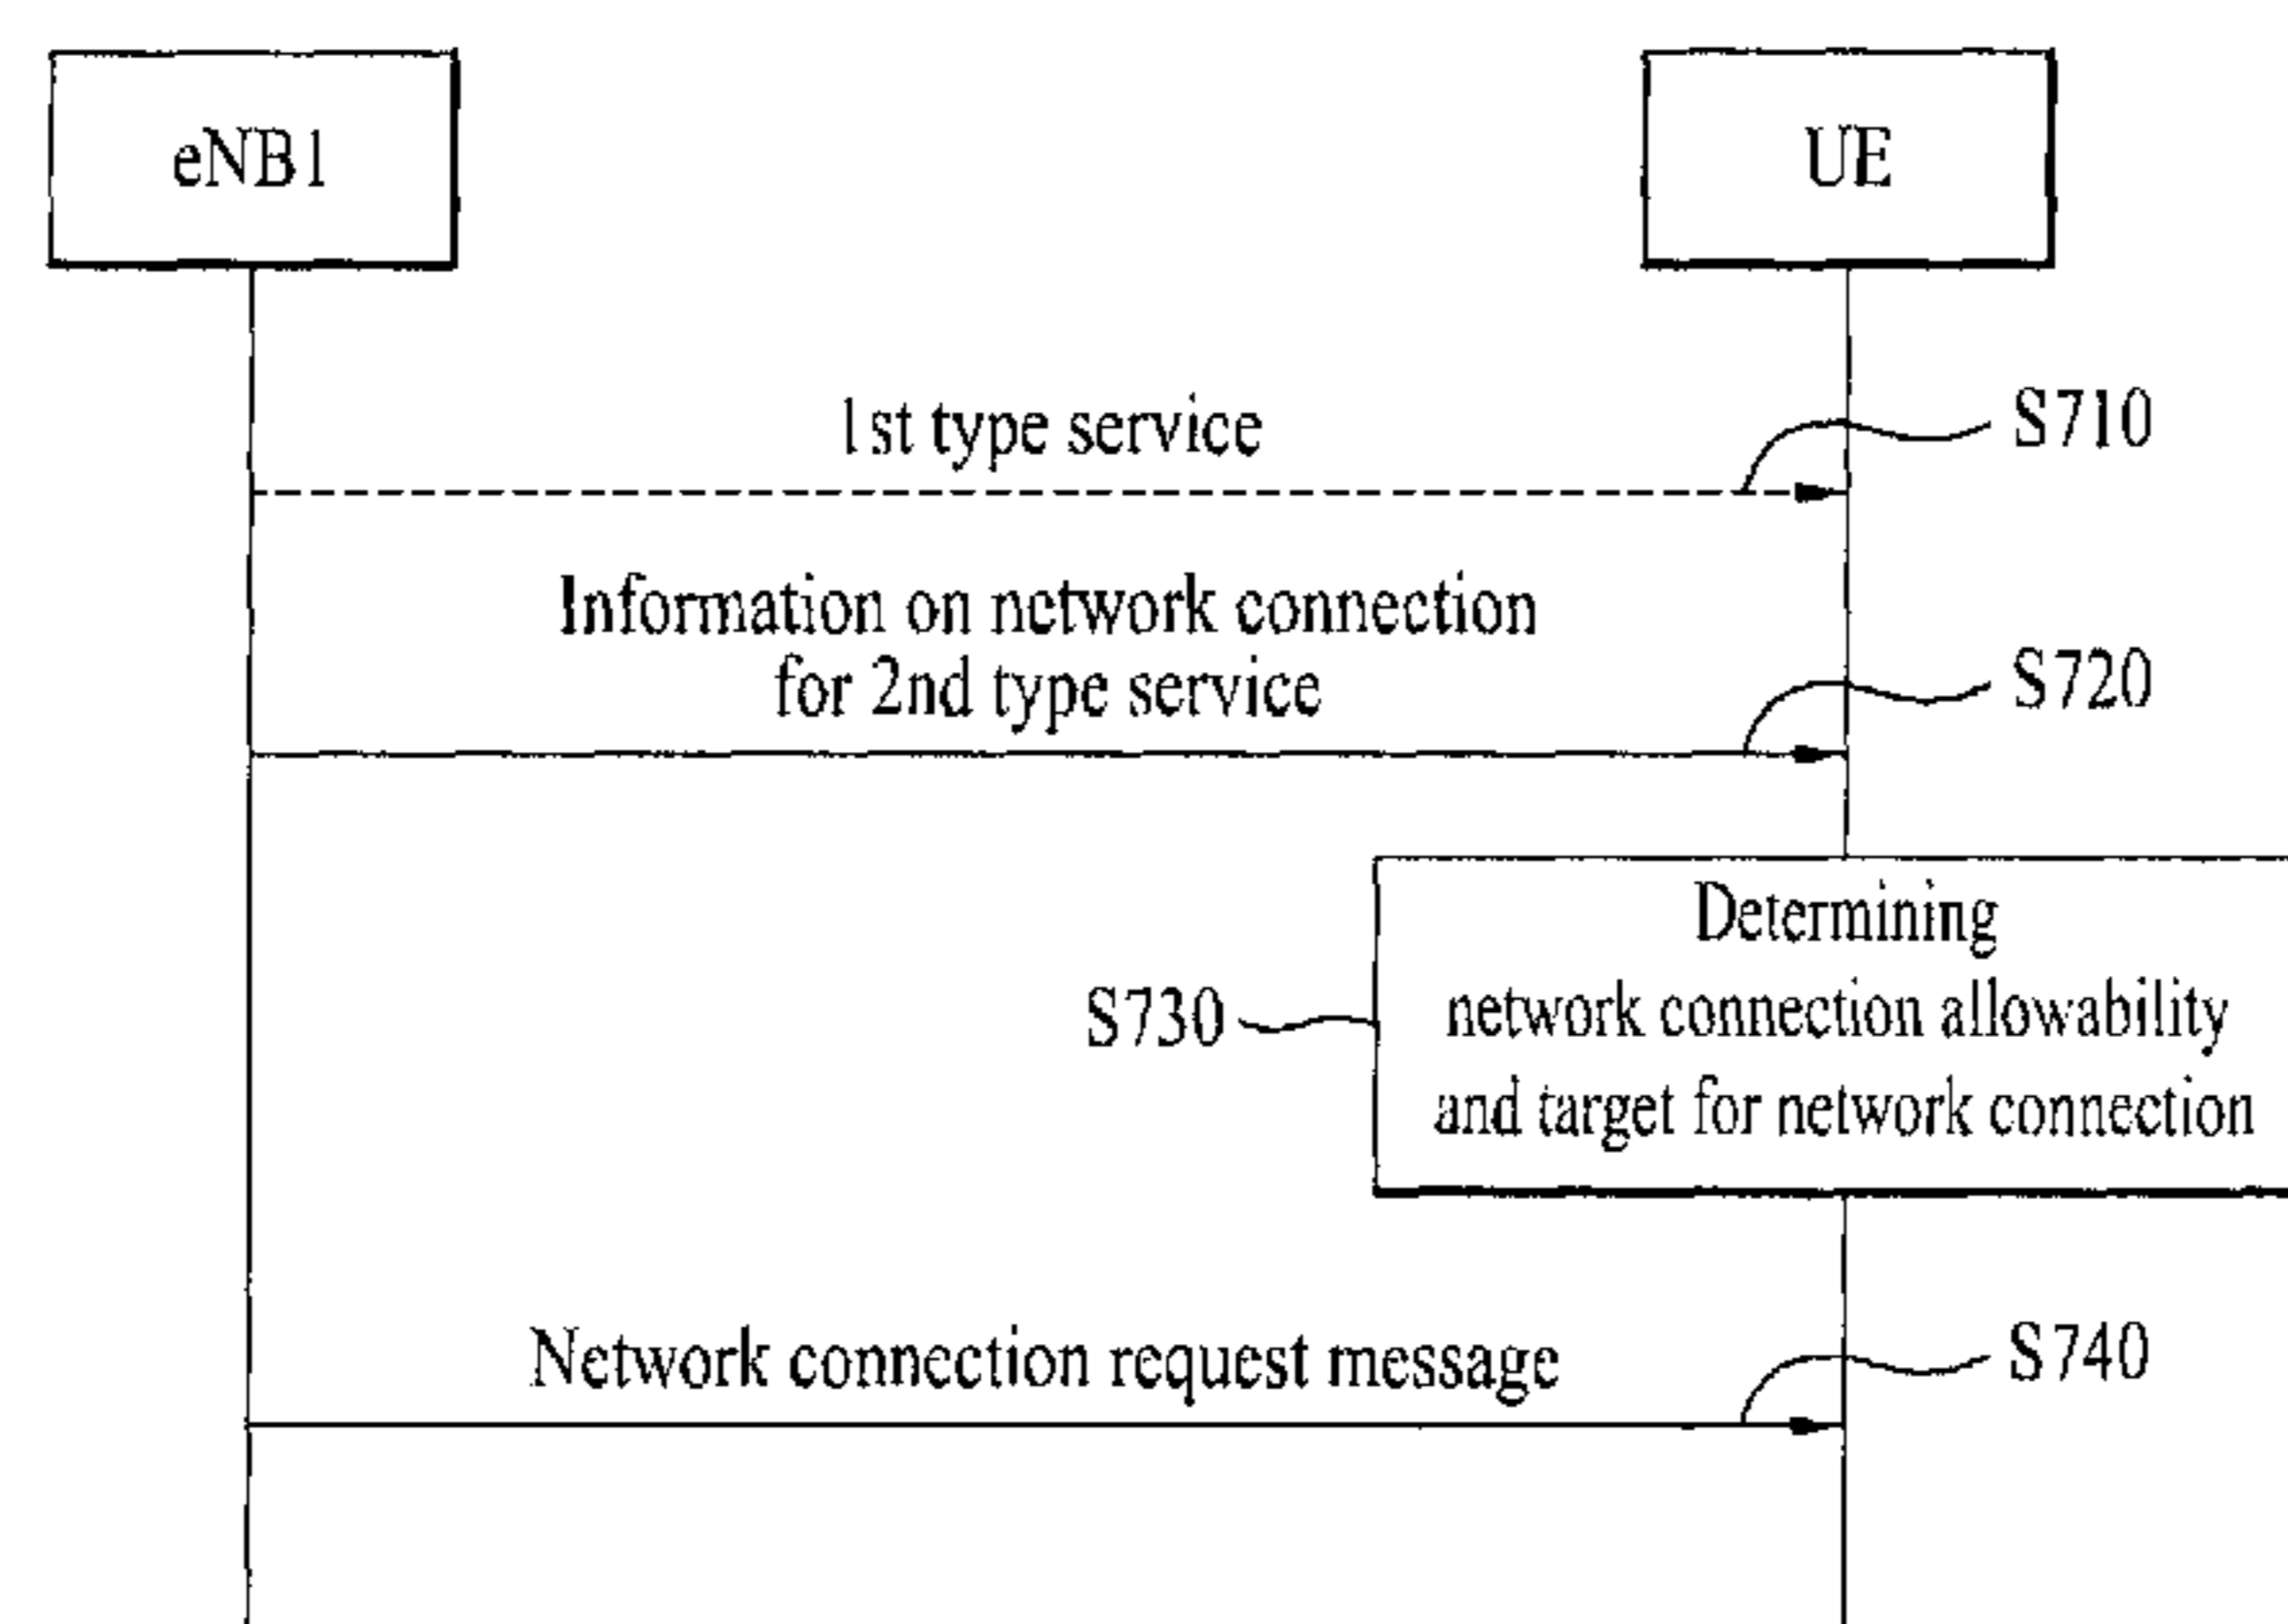 eNB1
UE
1st type service
S710
Information on network connection
for 2nd type service
S720
Determining
network connection allowability
and target for network connection
S730
Network connection request message
S740